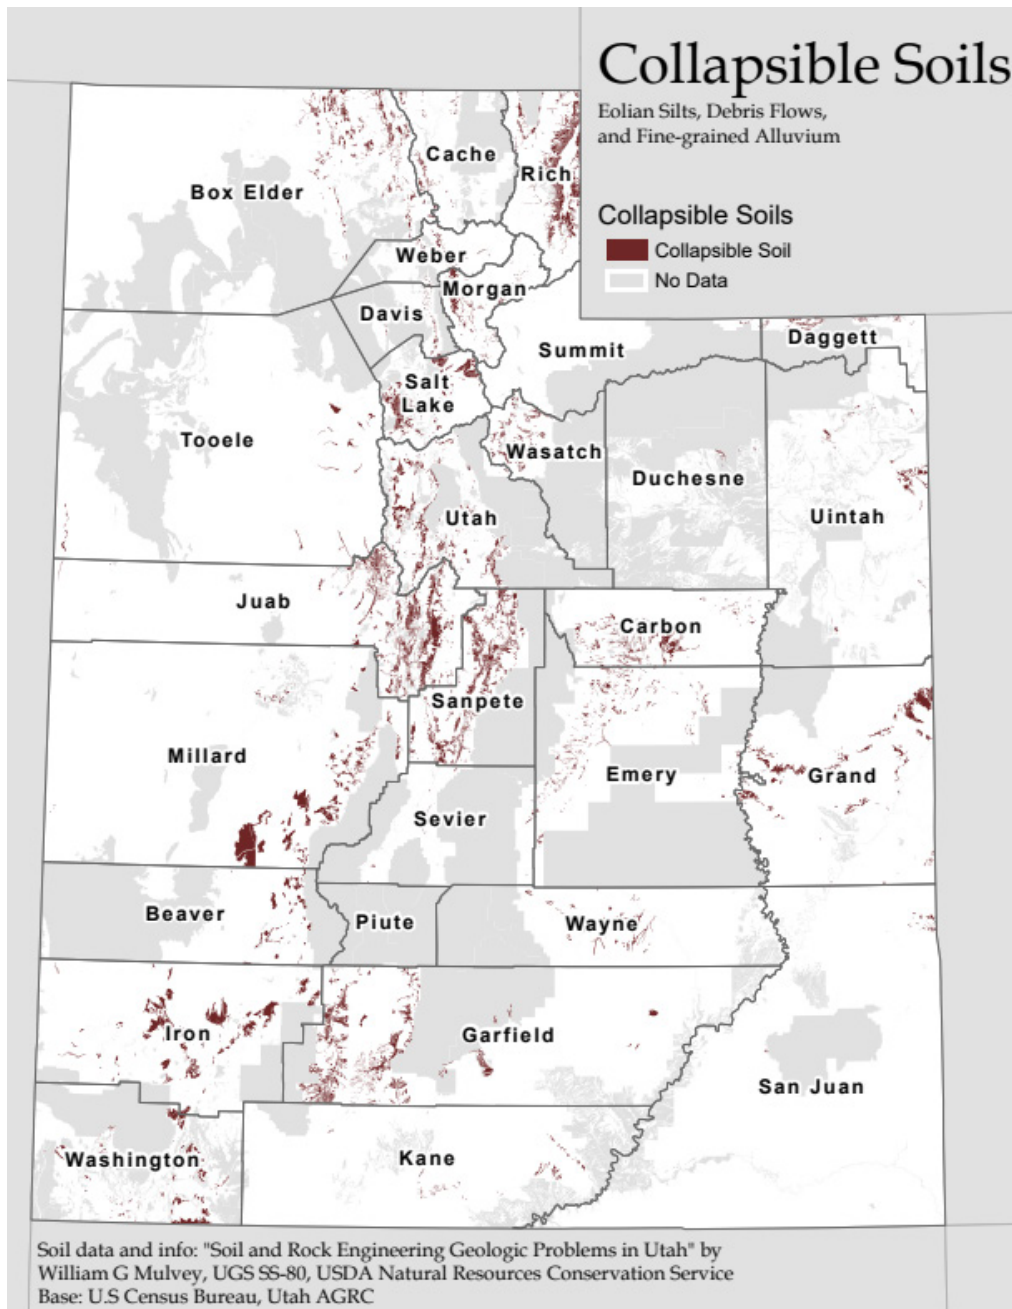 Collapsible Soils
Eolian Silts, Debris Flows,
and Fine-grained Alluvium
Collapsible Soils
Collapsible Soil
No Data
Cache
Rich
Box Elder
Weber
Morgan
Davis
Summit
Daggett
Salt
Lake
Tooele
Wasatch
Duchesne
Utah
Uintah
Juab
Carbon
Sanpete
Millard
Emery
Grand
Sevier
Beaver
Piute
Wayne
Iron
Garfield
San Juan
Washington
Kane
Soil data and info: "Soil and Rock Engineering Geologic Problems in Utah" by
William G Mulvey, UGS SS-80, USDA Natural Resources Conservation Service
Base: U.S Census Bureau, Utah AGRC